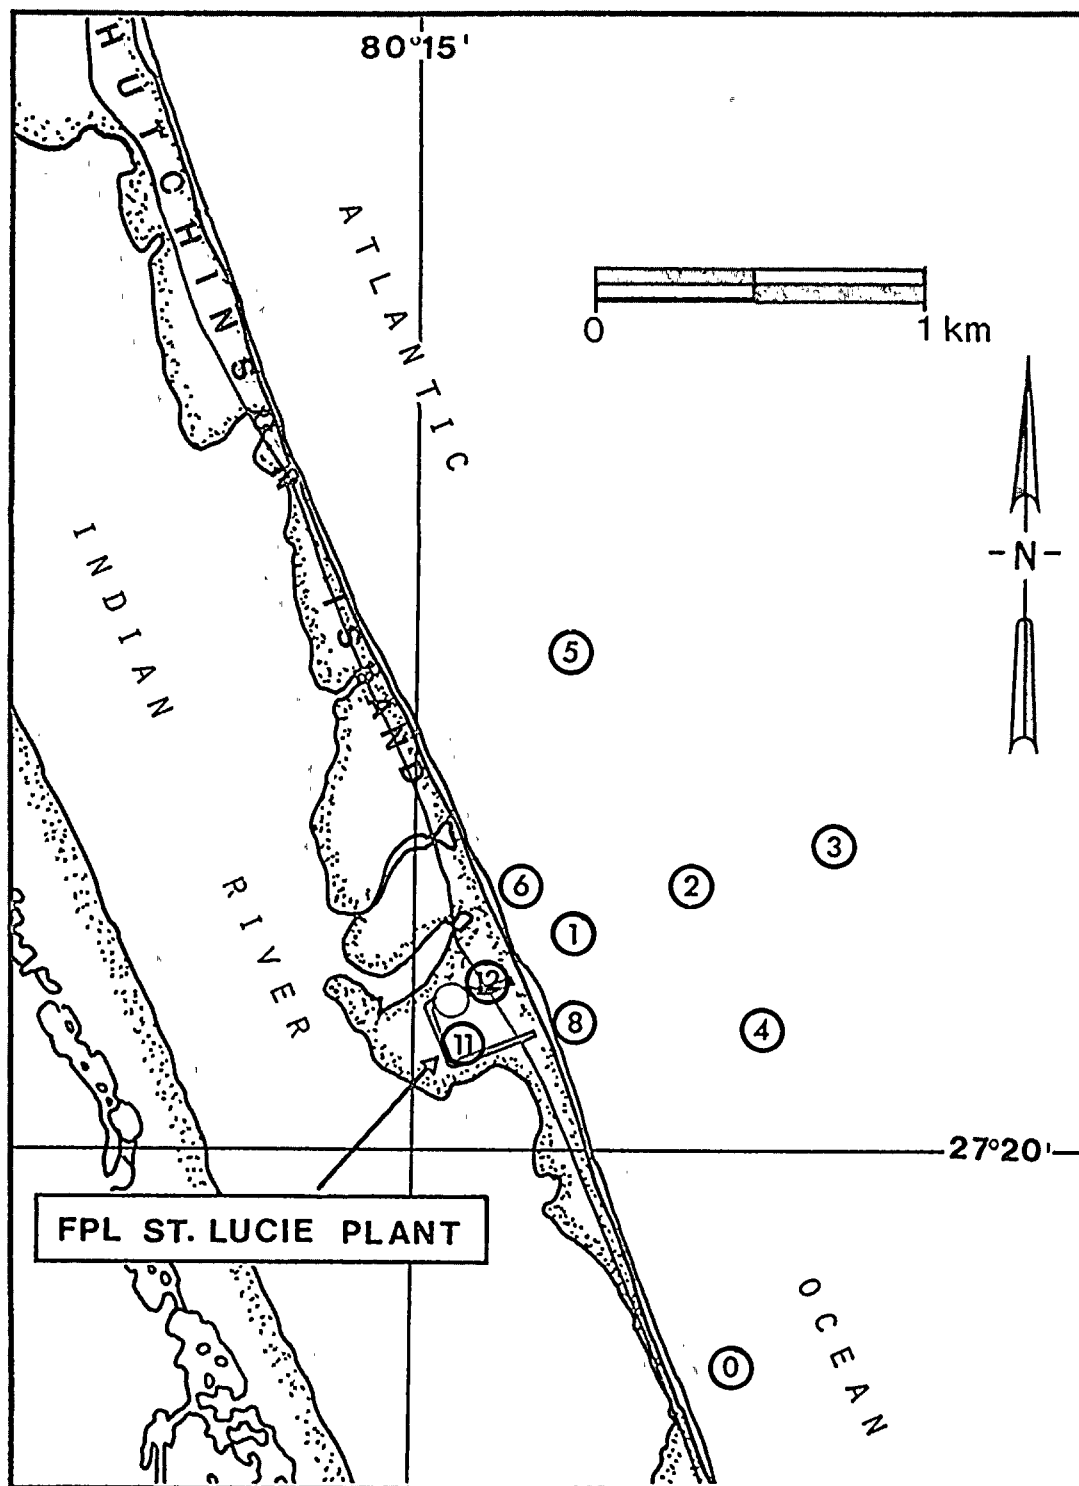 80°15'
HUTCHINS ISLAND
ATLANTIC
0 1 km
-N-
INDIAN
5
3
6
2
RIVER
1
12
8
4
11
27°20'
FPL ST. LUCIE PLANT
OCEAN
0